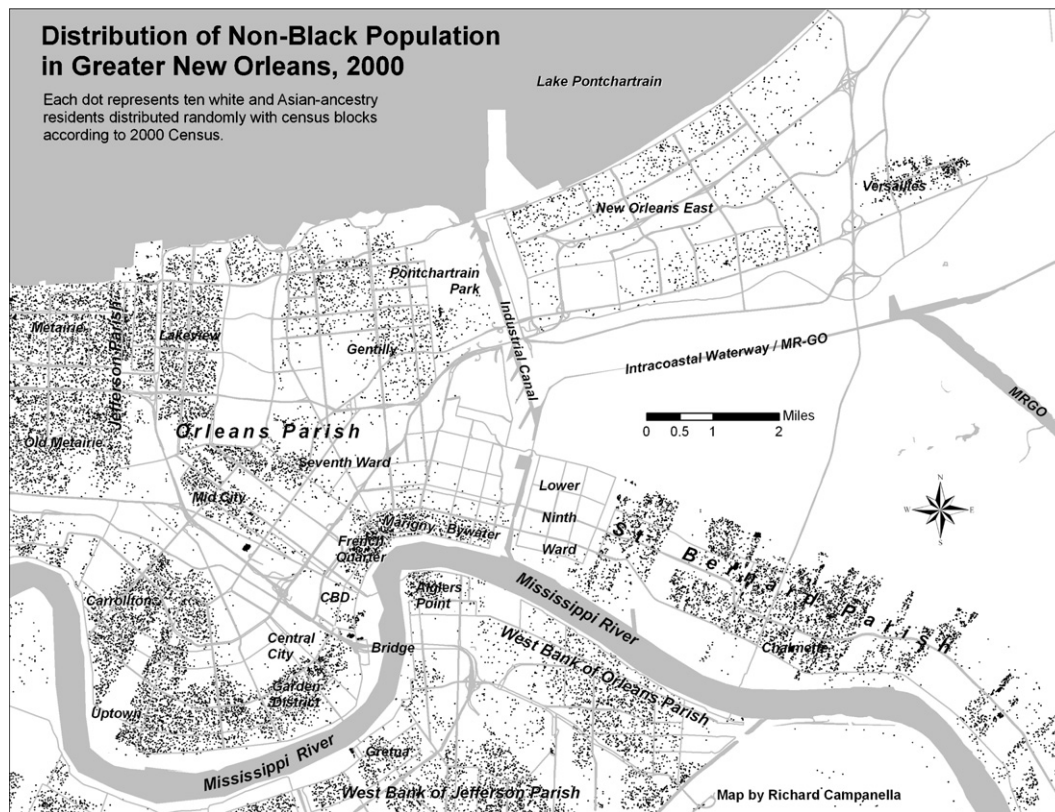 Distribution of Non-Black Population
in Greater New Orleans, 2000
Each dot represents ten white and Asian-ancestry
residents distributed randomly with census blocks
according to 2000 Census.
Lake Pontchartrain
Versailles
New Orleans East
Pontchartrain
Park
Industrial Canal
Metairie
Jefferson Parish
Lakeview
Gentilly
Intracoastal Waterway / MR-GO
MRGO
Miles
0 0.5 1 2
Old Metairie
Orleans Parish
Seventh Ward
Mid City
Lower
Ninth
Ward
N
W E
S
Marigny
Bywater
French
Quarter
St. Bernard Parish
Carrollton
CBD
Algiers
Point
Mississippi River
Central
City
Bridge
West Bank of Orleans Parish
Chalmette
Garden
District
Uptown
Mississippi River
Gretna
West Bank of Jefferson Parish
Map by Richard Campanella